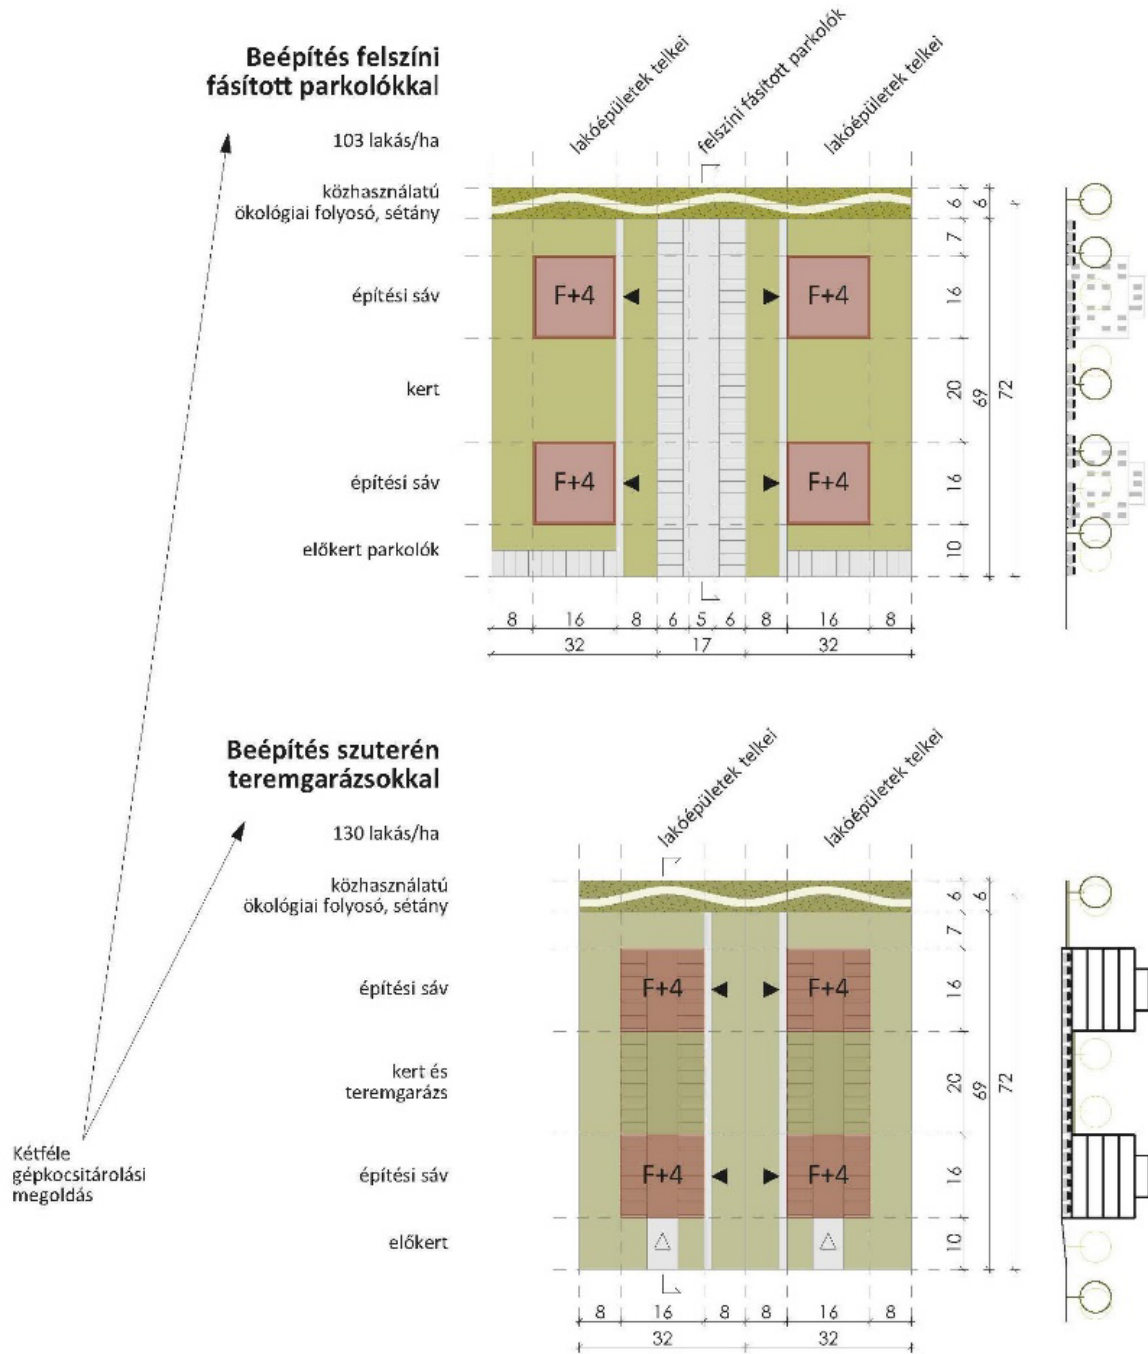 Beépítés felszíni
fásított parkolókkal
103 lakás/ha
lakóépületek telkei
felszíni fásított parkolók
lakóépületek telkei
közhasználatú
ökológiai folyosó, sétány
építési sáv
kert
építési sáv
előkert parkolók
F+4
F+4
F+4
F+4
6
6
7
16
20
69
72
16
10
8 16 8 6 5 6 8 16 8
32 17 32
Beépítés szuterén
teremgarázsokkal
130 lakás/ha
lakóépületek telkei
lakóépületek telkei
közhasználatú
ökológiai folyosó, sétány
építési sáv
kert és
teremgarázs
építési sáv
előkert
F+4
F+4
F+4
F+4
6
6
7
16
20
69
72
16
10
8 16 8 8 16 8
32 32
Kétféle
gépkocsitárolási
megoldás